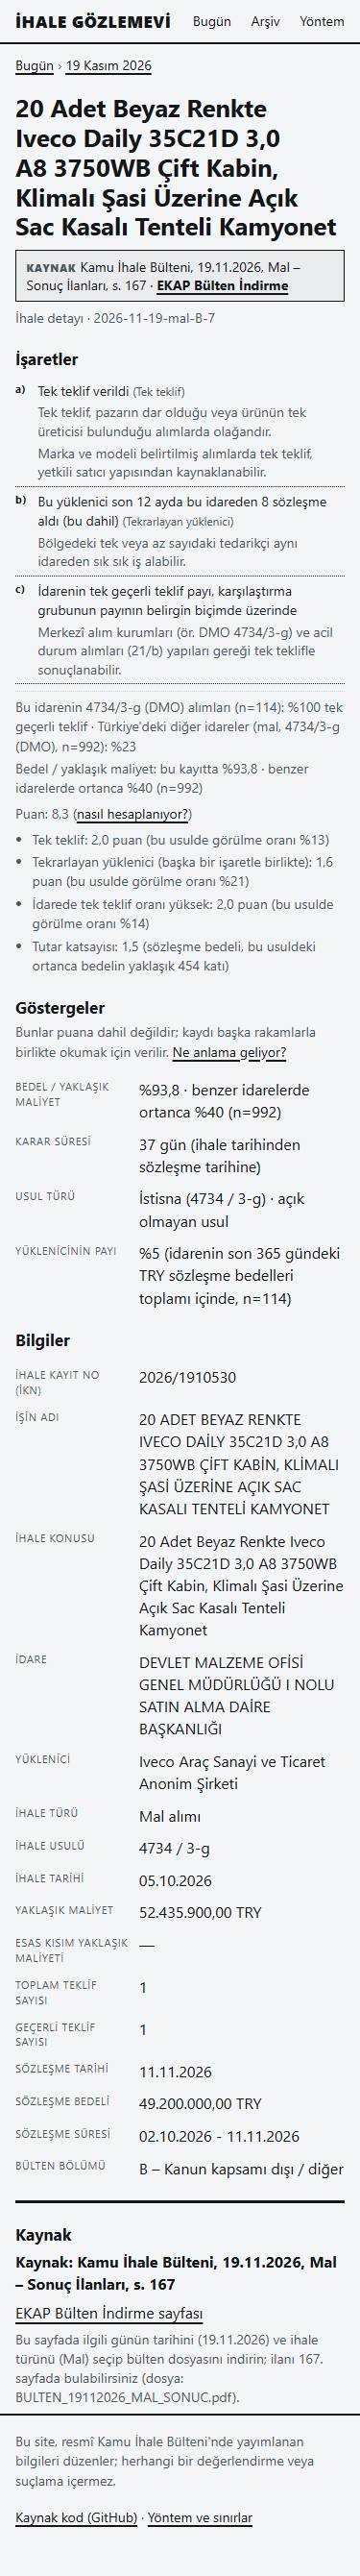 İHALE GÖZLEMEVİ Bugün Arşiv Yöntem
Bugün › 19 Kasım 2026
20 Adet Beyaz Renkte
Iveco Daily 35C21D 3,0
A8 3750WB Çift Kabin,
Klimalı Şasi Üzerine Açık
Sac Kasalı Tenteli Kamyonet
KAYNAK Kamu İhale Bülteni, 19.11.2026, Mal –
Sonuç İlanları, s. 167 · EKAP Bülten İndirme
İhale detayı · 2026-11-19-mal-B-7
İşaretler
a) Tek teklif verildi (Tek teklif)
Tek teklif, pazarın dar olduğu veya ürünün tek
üreticisi bulunduğu alımlarda olağandır.
Marka ve modeli belirtilmiş alımlarda tek teklif,
yetkili satıcı yapısından kaynaklanabilir.
b) Bu yüklenici son 12 ayda bu idareden 8 sözleşme
aldı (bu dahil) (Tekrarlayan yüklenici)
Bölgedeki tek veya az sayıdaki tedarikçi aynı
idareden sık sık iş alabilir.
c) İdarenin tek geçerli teklif payı, karşılaştırma
grubunun payının belirgin biçimde üzerinde
Merkezî alım kurumları (ör. DMO 4734/3-g) ve acil
durum alımları (21/b) yapıları gereği tek teklifle
sonuçlanabilir.
Bu idarenin 4734/3-g (DMO) alımları (n=114): %100 tek
geçerli teklif · Türkiye'deki diğer idareler (mal, 4734/3-g
(DMO), n=992): %23
Bedel / yaklaşık maliyet: bu kayıtta %93,8 · benzer
idarelerde ortanca %40 (n=992)
Puan: 8,3 (nasıl hesaplanıyor?)
• Tek teklif: 2,0 puan (bu usulde görülme oranı %13)
• Tekrarlayan yüklenici (başka bir işaretle birlikte): 1,6
puan (bu usulde görülme oranı %21)
• İdarede tek teklif oranı yüksek: 2,0 puan (bu usulde
görülme oranı %14)
• Tutar katsayısı: 1,5 (sözleşme bedeli, bu usuldeki
ortanca bedelin yaklaşık 454 katı)
Göstergeler
Bunlar puana dahil değildir; kaydı başka rakamlarla
birlikte okumak için verilir. Ne anlama geliyor?
BEDEL / YAKLAŞIK
MALİYET
%93,8 · benzer idarelerde
ortanca %40 (n=992)
KARAR SÜRESİ
37 gün (ihale tarihinden
sözleşme tarihine)
USUL TÜRÜ
İstisna (4734 / 3-g) · açık
olmayan usul
YÜKLENİCİNİN PAYI
%5 (idarenin son 365 gündeki
TRY sözleşme bedelleri
toplamı içinde, n=114)
Bilgiler
İHALE KAYIT NO
(İKN)
2026/1910530
İŞİN ADI
20 ADET BEYAZ RENKTE
IVECO DAİLY 35C21D 3,0 A8
3750WB ÇİFT KABİN, KLİMALI
ŞASİ ÜZERİNE AÇIK SAC
KASALI TENTELİ KAMYONET
İHALE KONUSU
20 Adet Beyaz Renkte Iveco
Daily 35C21D 3,0 A8 3750WB
Çift Kabin, Klimalı Şasi Üzerine
Açık Sac Kasalı Tenteli
Kamyonet
İDARE
DEVLET MALZEME OFİSİ
GENEL MÜDÜRLÜĞÜ I NOLU
SATIN ALMA DAİRE
BAŞKANLIĞI
YÜKLENİCİ
Iveco Araç Sanayi ve Ticaret
Anonim Şirketi
İHALE TÜRÜ
Mal alımı
İHALE USULÜ
4734 / 3-g
İHALE TARİHİ
05.10.2026
YAKLAŞIK MALİYET
52.435.900,00 TRY
ESAS KISIM YAKLAŞIK
MALİYETİ
—
TOPLAM TEKLİF
SAYISI
1
GEÇERLİ TEKLİF
SAYISI
1
SÖZLEŞME TARİHİ
11.11.2026
SÖZLEŞME BEDELİ
49.200.000,00 TRY
SÖZLEŞME SÜRESİ
02.10.2026 - 11.11.2026
BÜLTEN BÖLÜMÜ
B – Kanun kapsamı dışı / diğer
Kaynak
Kaynak: Kamu İhale Bülteni, 19.11.2026, Mal
– Sonuç İlanları, s. 167
EKAP Bülten İndirme sayfası
Bu sayfada ilgili günün tarihini (19.11.2026) ve ihale
türünü (Mal) seçip bülten dosyasını indirin; ilanı 167.
sayfada bulabilirsiniz (dosya:
BULTEN_19112026_MAL_SONUC.pdf).
Bu site, resmî Kamu İhale Bülteni'nde yayımlanan
bilgileri düzenler; herhangi bir değerlendirme veya
suçlama içermez.
Kaynak kod (GitHub) · Yöntem ve sınırlar